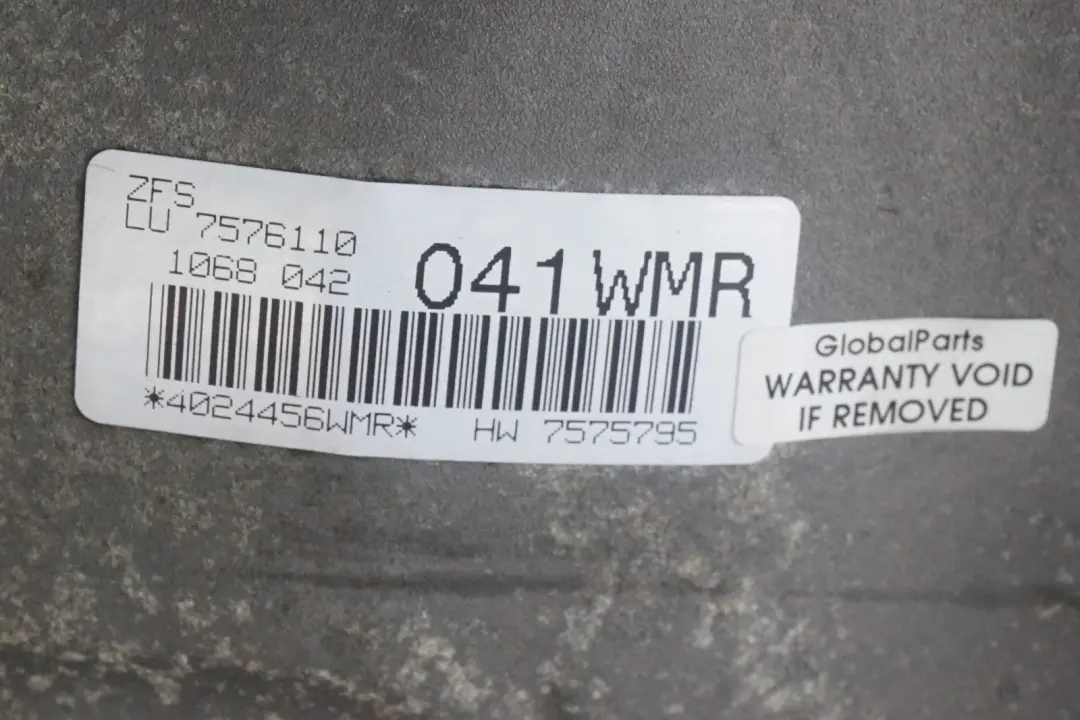 ZFS
LU 7576110
1068 042
041WMR
*4024456WMR*
HW 7575795
GlobalParts
WARRANTY VOID
IF REMOVED